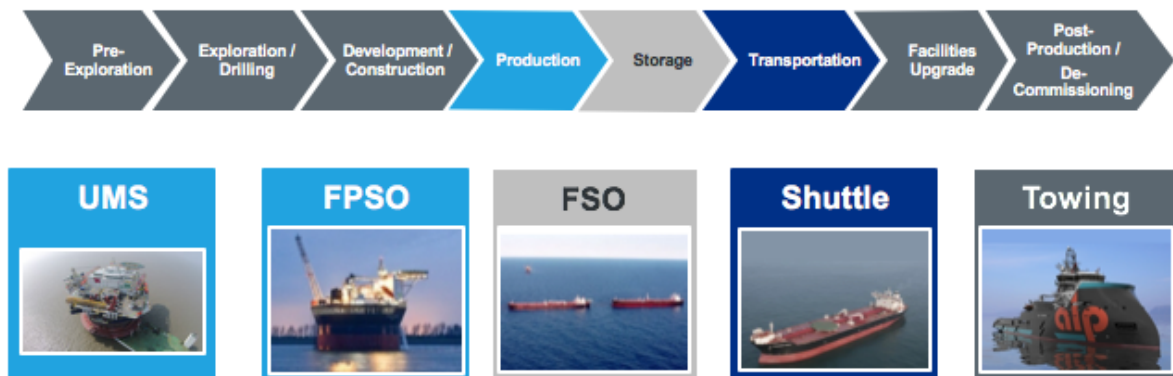 Pre-
Exploration
Exploration /
Drilling
Development /
Construction
Production
Storage
Transportation
Facilities
Upgrade
Post-
Production /
De-
Commissioning
UMS
FPSO
FSO
Shuttle
Towing
alp